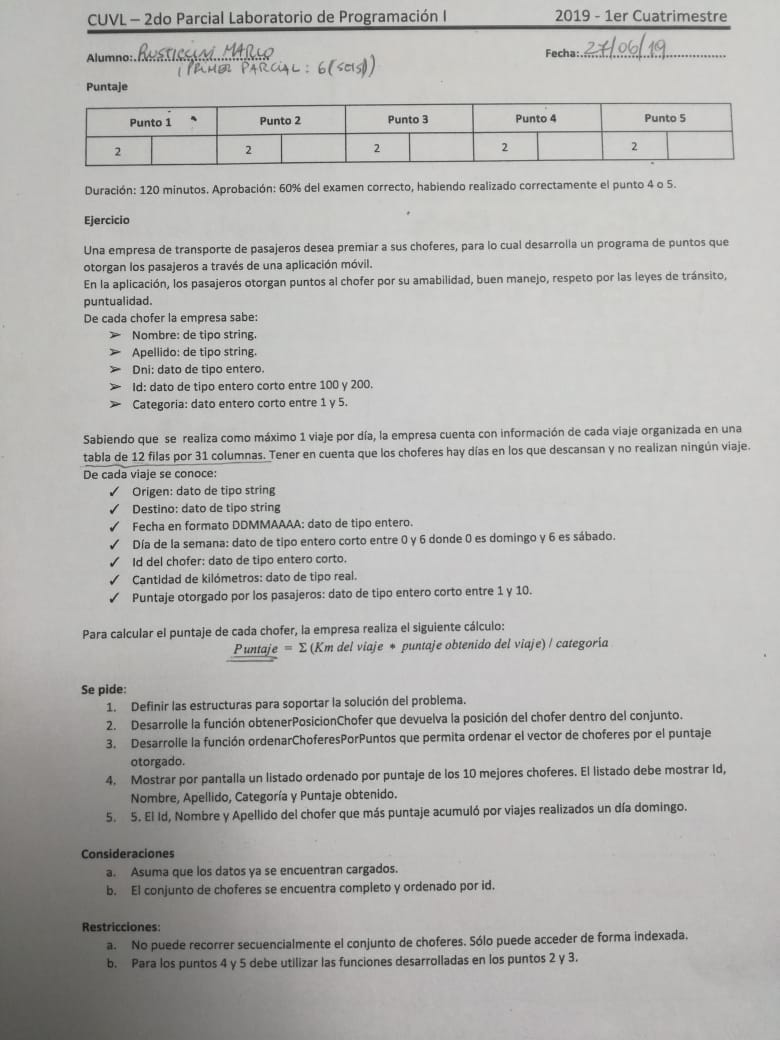 CUVL – 2do Parcial Laboratorio de Programación I 2019 - 1er Cuatrimestre
Alumno: MARIO Fecha: 27/06/19
(PRIMER PARCIAL: 6 (SEIS))
Puntaje
Punto 1 Punto 2 Punto 3 Punto 4 Punto 5
2 2 2 2 2
Duración: 120 minutos. Aprobación: 60% del examen correcto, habiendo realizado correctamente el punto 4 o 5.
Ejercicio
Una empresa de transporte de pasajeros desea premiar a sus choferes, para lo cual desarrolla un programa de puntos que
otorgan los pasajeros a través de una aplicación móvil.
En la aplicación, los pasajeros otorgan puntos al chofer por su amabilidad, buen manejo, respeto por las leyes de tránsito,
puntualidad.
De cada chofer la empresa sabe:
➢ Nombre: de tipo string.
➢ Apellido: de tipo string.
➢ Dni: dato de tipo entero.
➢ Id: dato de tipo entero corto entre 100 y 200.
➢ Categoria: dato entero corto entre 1 y 5.
Sabiendo que se realiza como máximo 1 viaje por día, la empresa cuenta con información de cada viaje organizada en una
tabla de 12 filas por 31 columnas. Tener en cuenta que los choferes hay días en los que descansan y no realizan ningún viaje.
De cada viaje se conoce:
✓ Origen: dato de tipo string
✓ Destino: dato de tipo string
✓ Fecha en formato DDMMAAAA: dato de tipo entero.
✓ Día de la semana: dato de tipo entero corto entre 0 y 6 donde 0 es domingo y 6 es sábado.
✓ Id del chofer: dato de tipo entero corto.
✓ Cantidad de kilómetros: dato de tipo real.
✓ Puntaje otorgado por los pasajeros: dato de tipo entero corto entre 1 y 10.
Para calcular el puntaje de cada chofer, la empresa realiza el siguiente cálculo:
Puntaje = Σ (Km del viaje * puntaje obtenido del viaje) / categoría
Se pide:
1. Definir las estructuras para soportar la solución del problema.
2. Desarrolle la función obtenerPosicionChofer que devuelva la posición del chofer dentro del conjunto.
3. Desarrolle la función ordenarChoferesPorPuntos que permita ordenar el vector de choferes por el puntaje
otorgado.
4. Mostrar por pantalla un listado ordenado por puntaje de los 10 mejores choferes. El listado debe mostrar Id,
Nombre, Apellido, Categoría y Puntaje obtenido.
5. 5. El Id, Nombre y Apellido del chofer que más puntaje acumuló por viajes realizados un día domingo.
Consideraciones
a. Asuma que los datos ya se encuentran cargados.
b. El conjunto de choferes se encuentra completo y ordenado por id.
Restricciones:
a. No puede recorrer secuencialmente el conjunto de choferes. Sólo puede acceder de forma indexada.
b. Para los puntos 4 y 5 debe utilizar las funciones desarrolladas en los puntos 2 y 3.